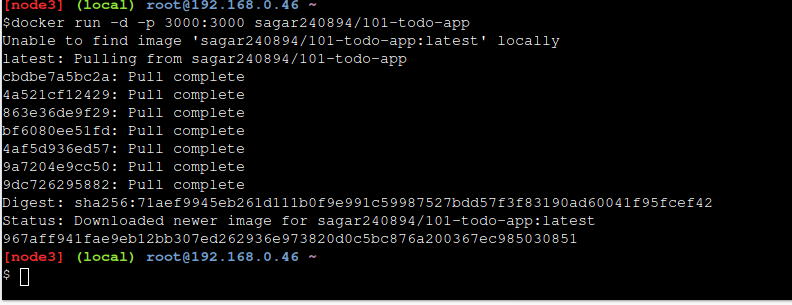 [node3] (local) root@192.168.0.46 ~
$docker run -d -p 3000:3000 sagar240894/101-todo-app
Unable to find image 'sagar240894/101-todo-app:latest' locally
latest: Pulling from sagar240894/101-todo-app
cbdbe7a5bc2a: Pull complete
4a521cf12429: Pull complete
863e36de9f29: Pull complete
bf6080ee51fd: Pull complete
4af5d936ed57: Pull complete
9a7204e9cc50: Pull complete
9dc726295882: Pull complete
Digest: sha256:71aef9945eb261d111b0f9e991c59987527bdd57f3f83190ad60041f95fcef42
Status: Downloaded newer image for sagar240894/101-todo-app:latest
967aff941fae9eb12bb307ed262936e973820d0c5bc876a200367ec985030851
[node3] (local) root@192.168.0.46 ~
$